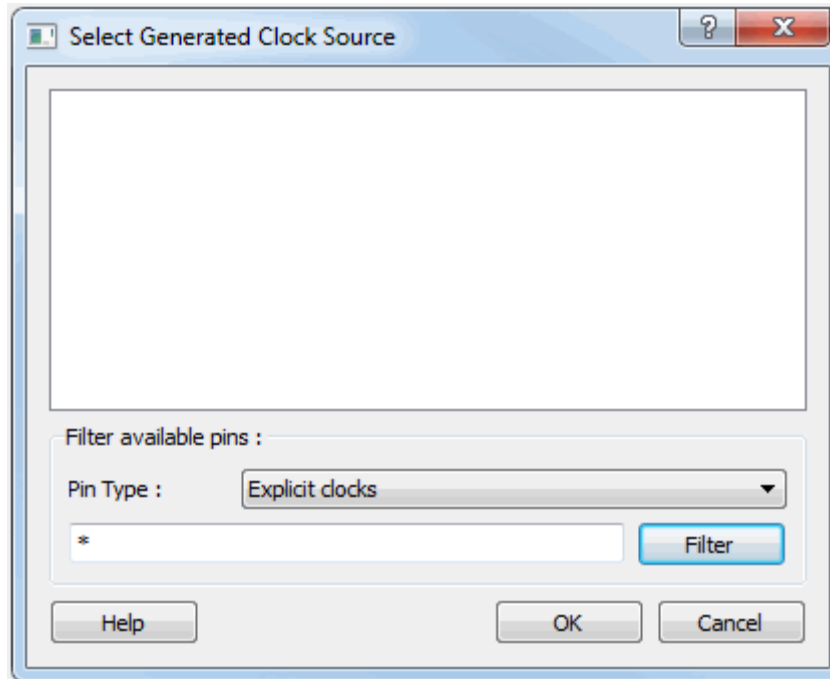 Select Generated Clock Source
?
X
Filter available pins :
Pin Type :
Explicit clocks
*
Filter
Help
OK
Cancel